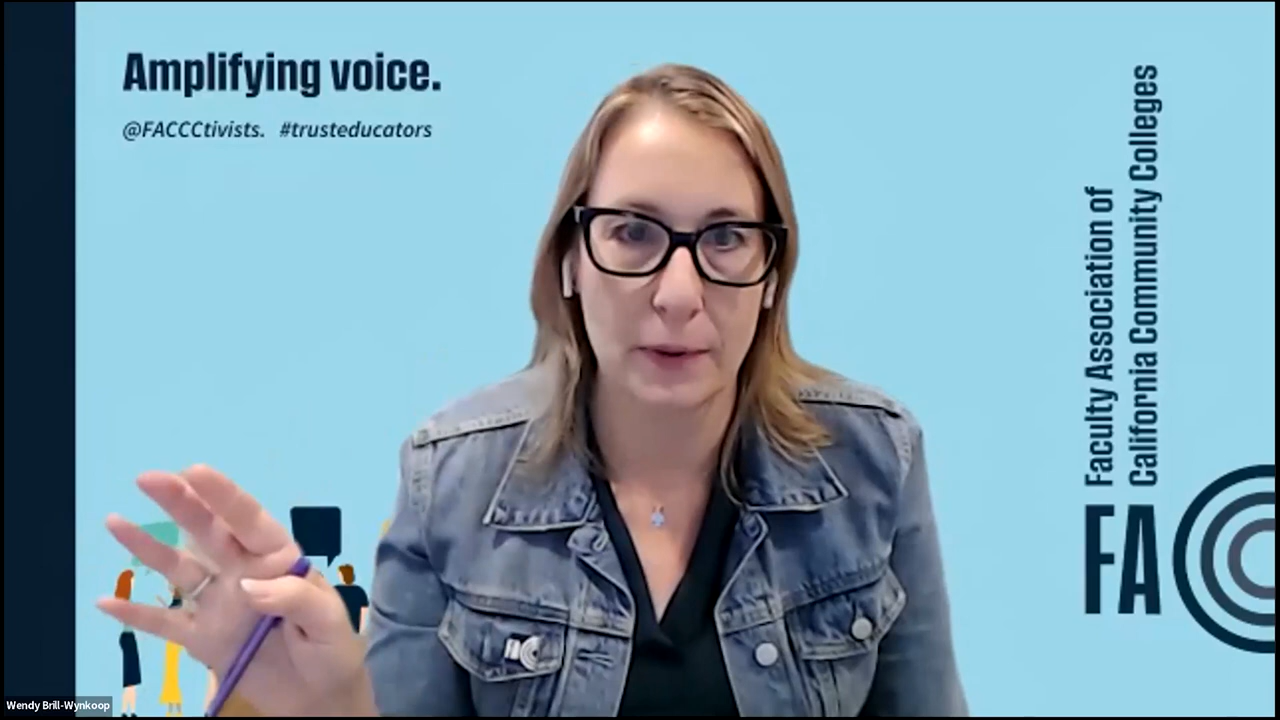 Amplifying voice.
@FACCCtivists. #trusteducators
Faculty Association of
California Community Colleges
FA
Wendy Brill-Wynkoop